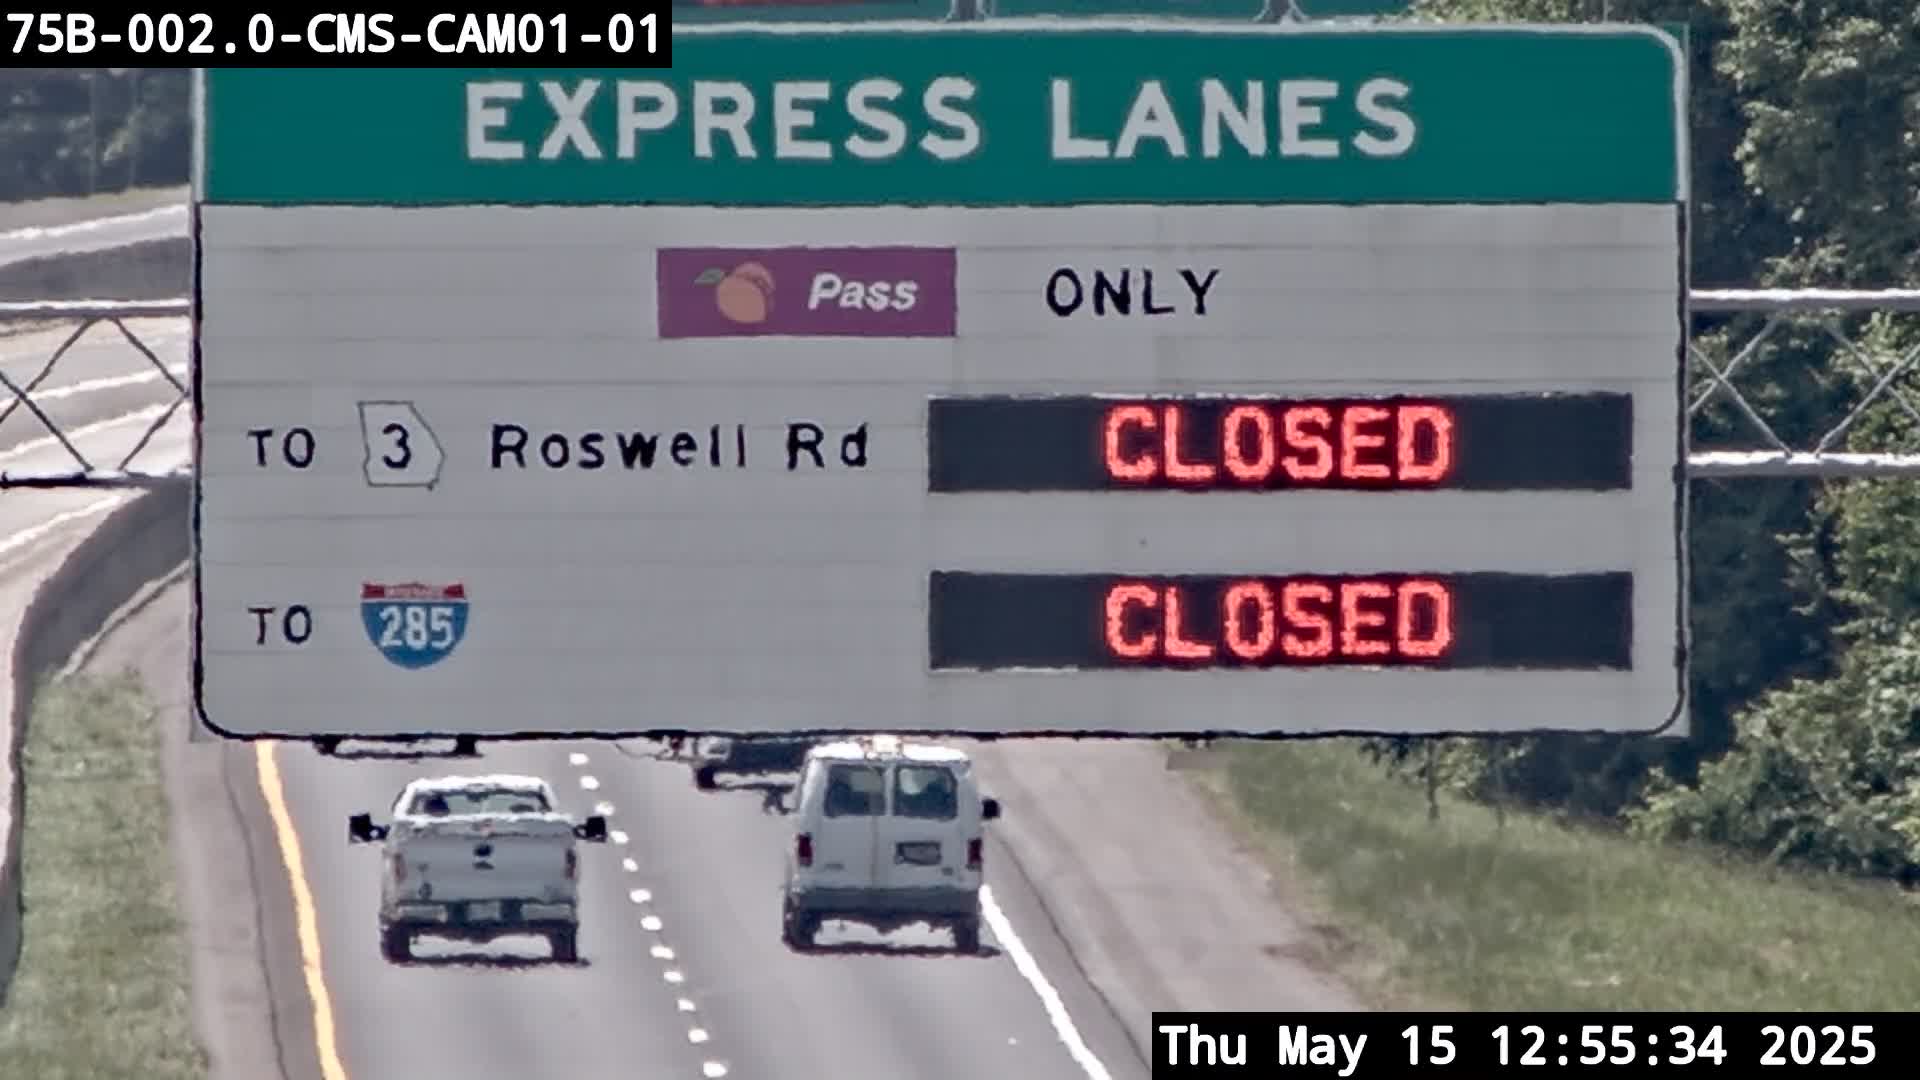 75B-002.0-CMS-CAM01-01
EXPRESS LANES
Pass ONLY
TO 3 Roswell Rd CLOSED
TO 285 CLOSED
Thu May 15 12:55:34 2025